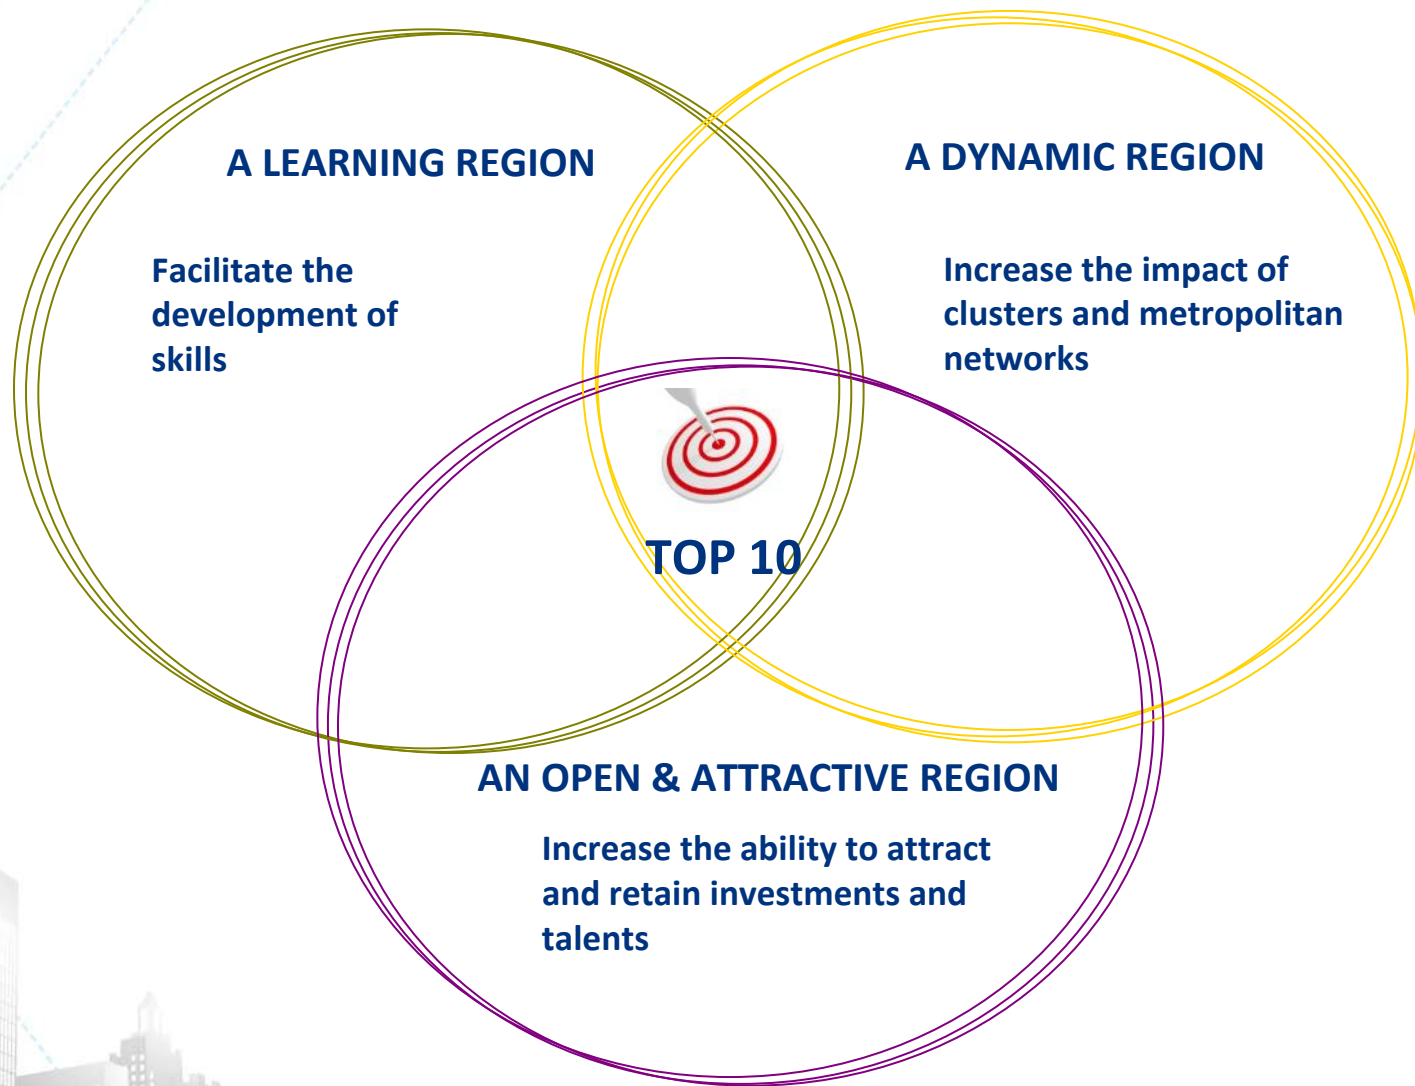 A LEARNING REGION
Facilitate the
development of
skills
A DYNAMIC REGION
Increase the impact of
clusters and metropolitan
networks
TOP 10
AN OPEN & ATTRACTIVE REGION
Increase the ability to attract
and retain investments and
talents